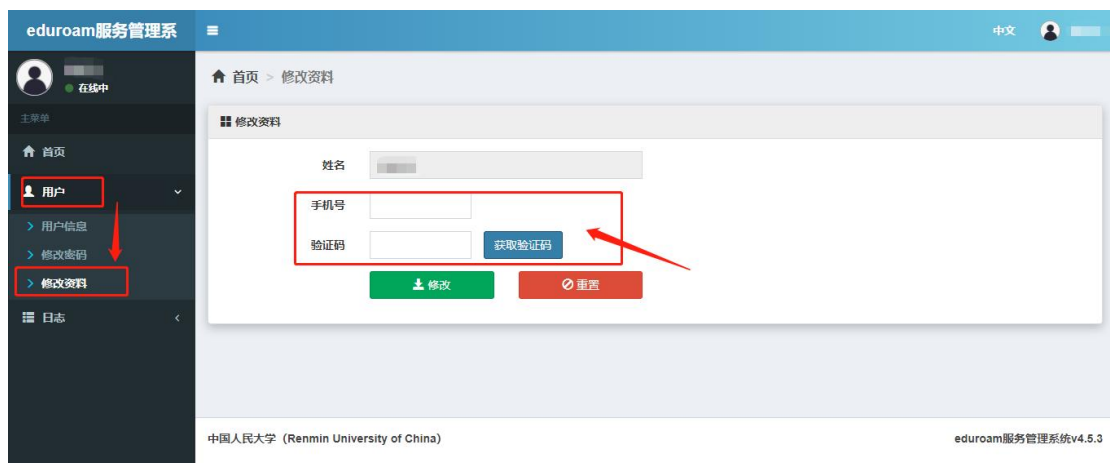 eduroam服务管理系
中文
在线中
主菜单
首页
用户
用户信息
修改密码
修改资料
日志
首页 > 修改资料
修改资料
姓名
手机号
验证码 获取验证码
修改 重置
中国人民大学（Renmin University of China） eduroam服务管理系统v4.5.3